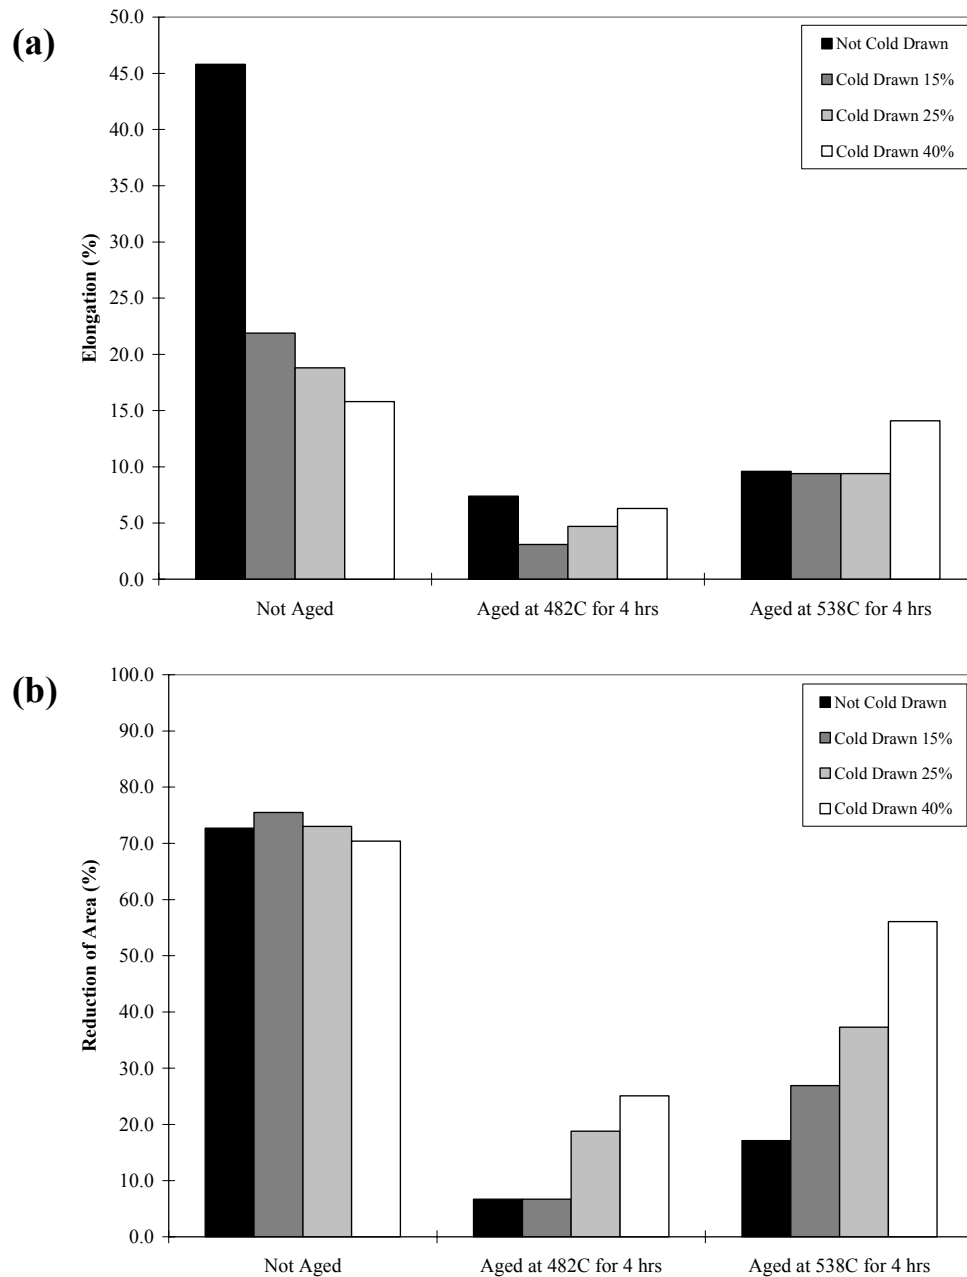 (a)
50.0
45.0
40.0
35.0
30.0
25.0
20.0
15.0
10.0
5.0
0.0
Elongation (%)
Not Cold Drawn
Cold Drawn 15%
Cold Drawn 25%
Cold Drawn 40%
Not Aged
Aged at 482C for 4 hrs
Aged at 538C for 4 hrs
(b)
100.0
90.0
80.0
70.0
60.0
50.0
40.0
30.0
20.0
10.0
0.0
Reduction of Area (%)
Not Cold Drawn
Cold Drawn 15%
Cold Drawn 25%
Cold Drawn 40%
Not Aged
Aged at 482C for 4 hrs
Aged at 538C for 4 hrs